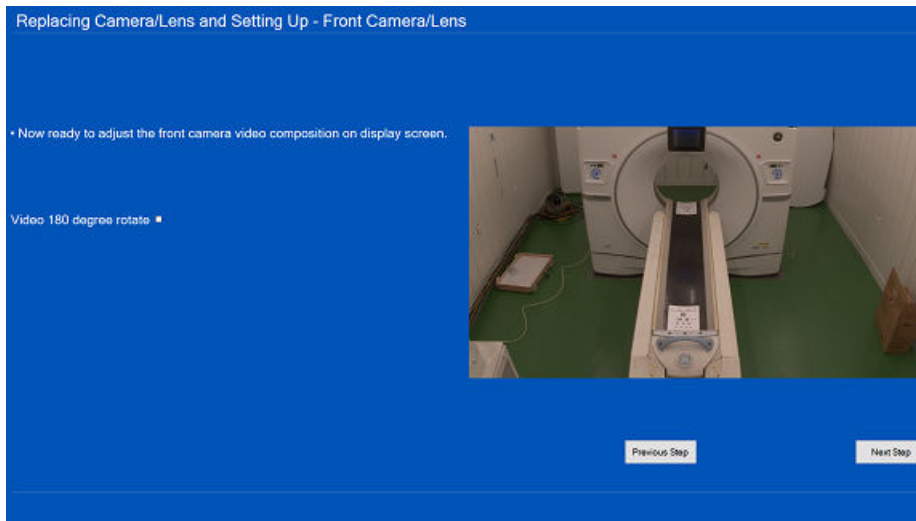 Replacing Camera/Lens and Setting Up - Front Camera/Lens
• Now ready to adjust the front camera video composition on display screen.
Video 180 degree rotate
Previous Step
Next Step